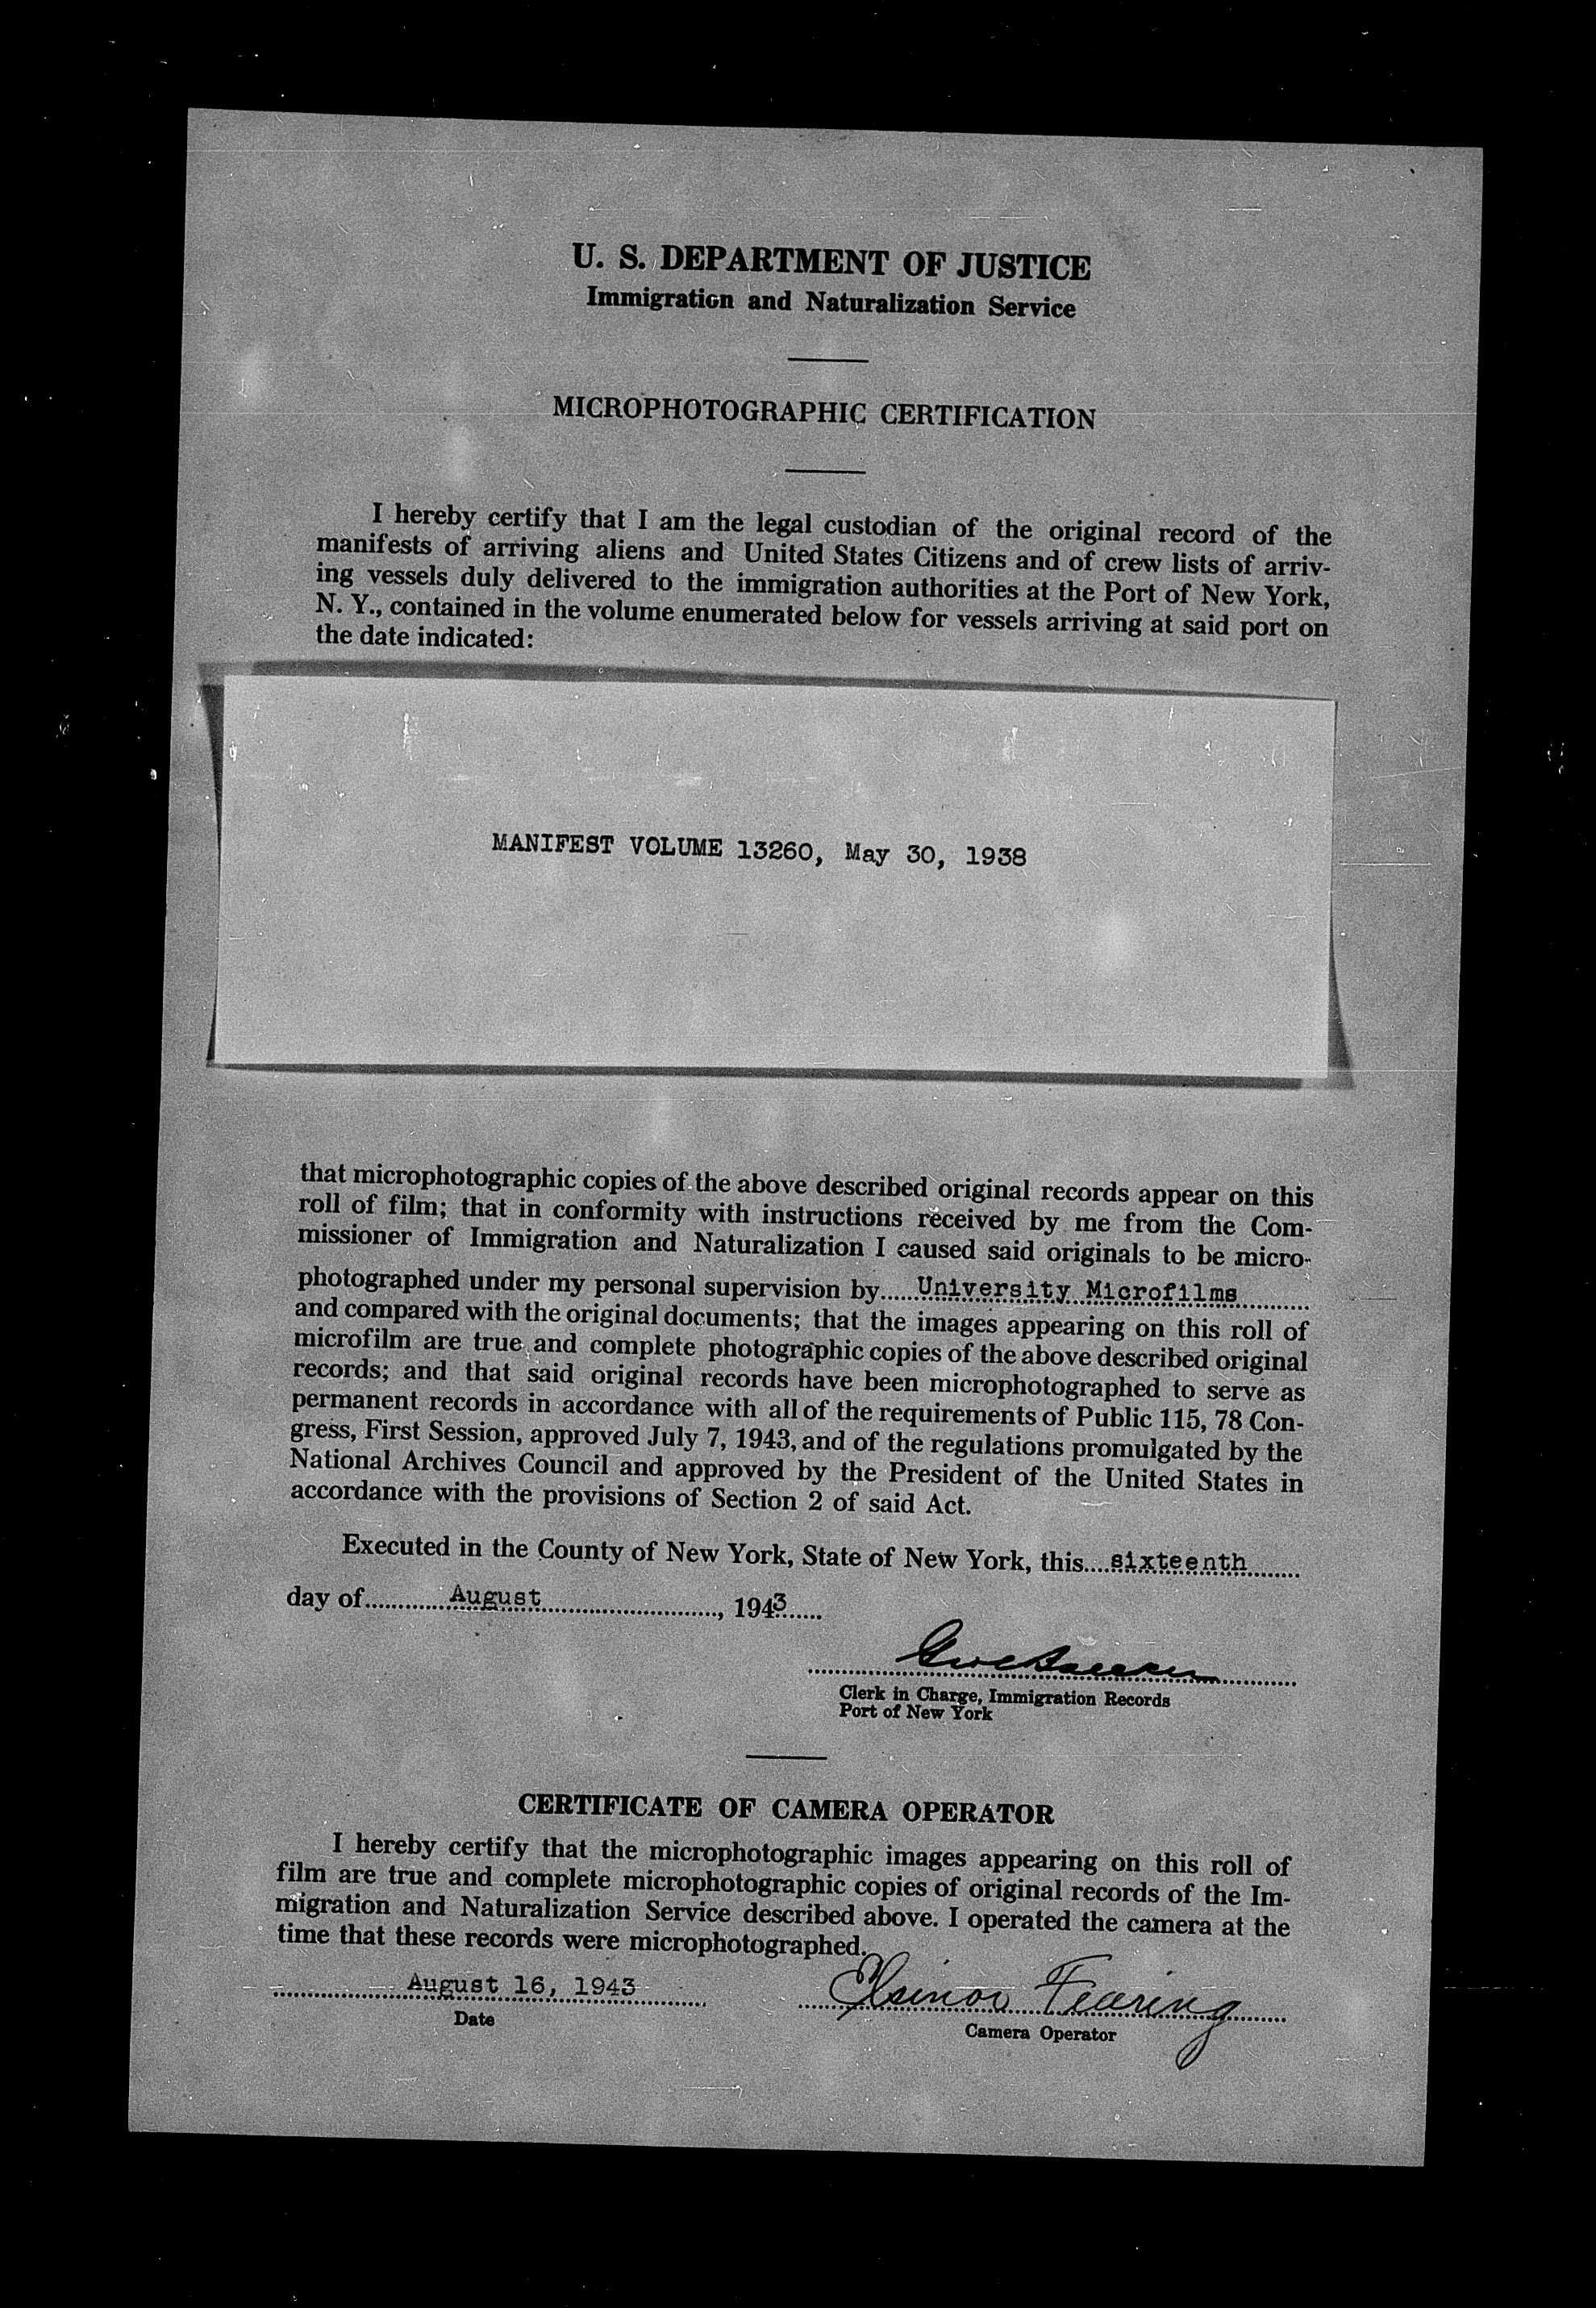 U. S. DEPARTMENT OF JUSTICE
Immigration and Naturalization Service
MICROPHOTOGRAPHIC CERTIFICATION
I hereby certify that I am the legal custodian of the original record of the
manifests of arriving aliens and United States Citizens and of crew lists of arriv-
ing vessels duly delivered to the immigration authorities at the Port of New York,
N. Y., contained in the volume enumerated below for vessels arriving at said port on
the date indicated:
MANIFEST VOLUME 13260, May 30, 1938
that microphotographic copies of the above described original records appear on this
roll of film; that in conformity with instructions received by me from the Com-
missioner of Immigration and Naturalization I caused said originals to be micro-
photographed under my personal supervision by.....University Microfilms..........
and compared with the original documents; that the images appearing on this roll of
microfilm are true and complete photographic copies of the above described original
records; and that said original records have been microphotographed to serve as
permanent records in accordance with all of the requirements of Public 115, 78 Con-
gress, First Session, approved July 7, 1943, and of the regulations promulgated by the
National Archives Council and approved by the President of the United States in
accordance with the provisions of Section 2 of said Act.
Executed in the County of New York, State of New York, this....sixteenth........
day of............August............................, 1943......
Clerk in Charge, Immigration Records
Port of New York
CERTIFICATE OF CAMERA OPERATOR
I hereby certify that the microphotographic images appearing on this roll of
film are true and complete microphotographic copies of original records of the Im-
migration and Naturalization Service described above. I operated the camera at the
time that these records were microphotographed.
August 16, 1943 Elsinor Fearing
Date
Camera Operator